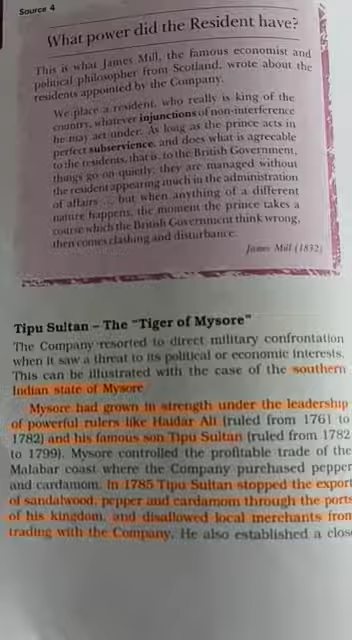 Source 4
What power did the Resident have?
This is what James Mill, the famous economist and
political philosopher from Scotland, wrote about the
residents appointed by the Company.
We place a resident, who really is king of the
country, whatever injunctions of non-interference
he may act under. As long as the prince acts in
perfect subservience, and does what is agreeable
to the residents, that is, to the British Government,
things go on quietly; they are managed without
the resident appearing much in the administration
of affairs ... but when anything of a different
nature happens, the moment the prince takes a
course which the British Government think wrong,
then comes clashing and disturbance.
James Mill (1832)
Tipu Sultan – The "Tiger of Mysore"
The Company resorted to direct military confrontation
when it saw a threat to its political or economic interests.
This can be illustrated with the case of the southern
Indian state of Mysore.
Mysore had grown in strength under the leadership
of powerful rulers like Haidar Ali (ruled from 1761 to
1782) and his famous son Tipu Sultan (ruled from 1782
to 1799). Mysore controlled the profitable trade of the
Malabar coast where the Company purchased pepper
and cardamom. In 1785 Tipu Sultan stopped the export
of sandalwood, pepper and cardamom through the ports
of his kingdom, and disallowed local merchants from
trading with the Company. He also established a close